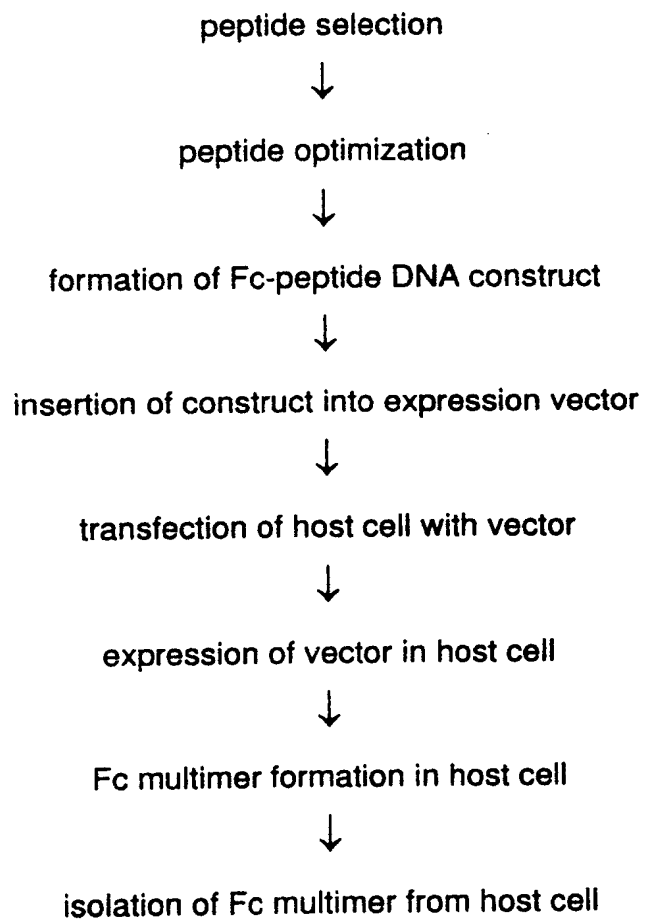 peptide selection
peptide optimization
formation of Fc-peptide DNA construct
insertion of construct into expression vector
transfection of host cell with vector
expression of vector in host cell
Fc multimer formation in host cell
isolation of Fc multimer from host cell